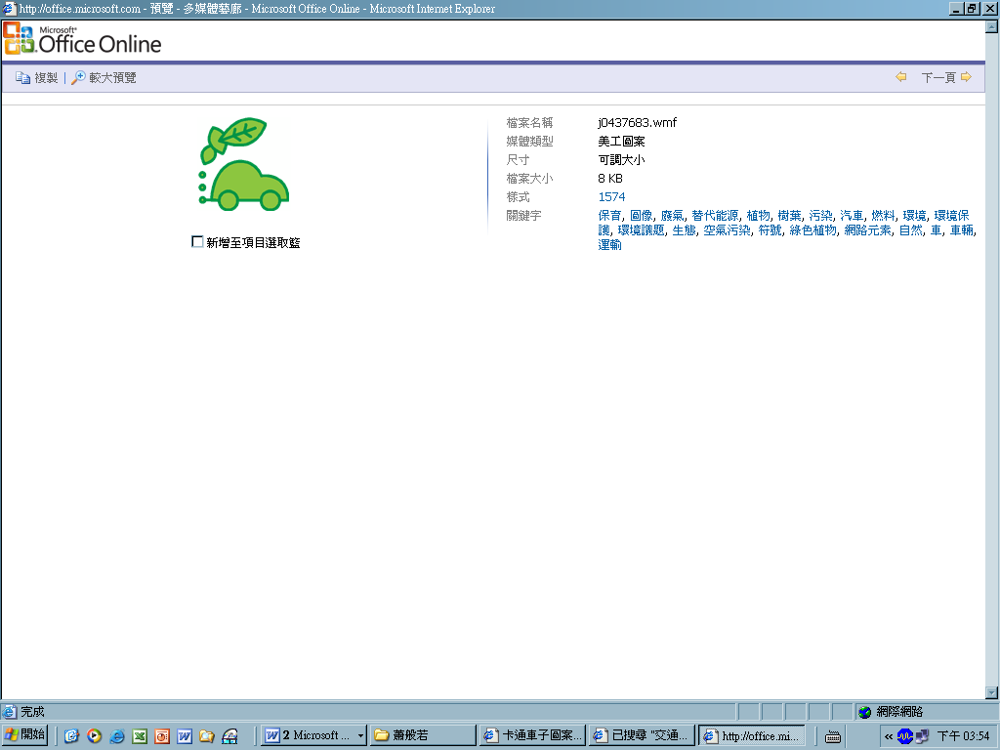 http://office.microsoft.com - 預覽 - 多媒體藝廊 - Microsoft Office Online - Microsoft Internet Explorer
Microsoft®
Office Online
複製 | 較大預覽
下一頁
檔案名稱 j0437683.wmf
媒體類型 美工圖案
尺寸 可調大小
檔案大小 8 KB
樣式 1574
關鍵字 保育, 圖像, 廢氣, 替代能源, 植物, 樹葉, 污染, 汽車, 燃料, 環境, 環境保
護, 環境議題, 生態, 空氣污染, 符號, 綠色植物, 網路元素, 自然, 車, 車輛,
運輸
新增至項目選取籃
完成
網際網路
開始
2 Microsoft ...
蕭般若
卡通車子圖案...
已搜尋 "交通...
http://office.mi...
« 下午 03:54